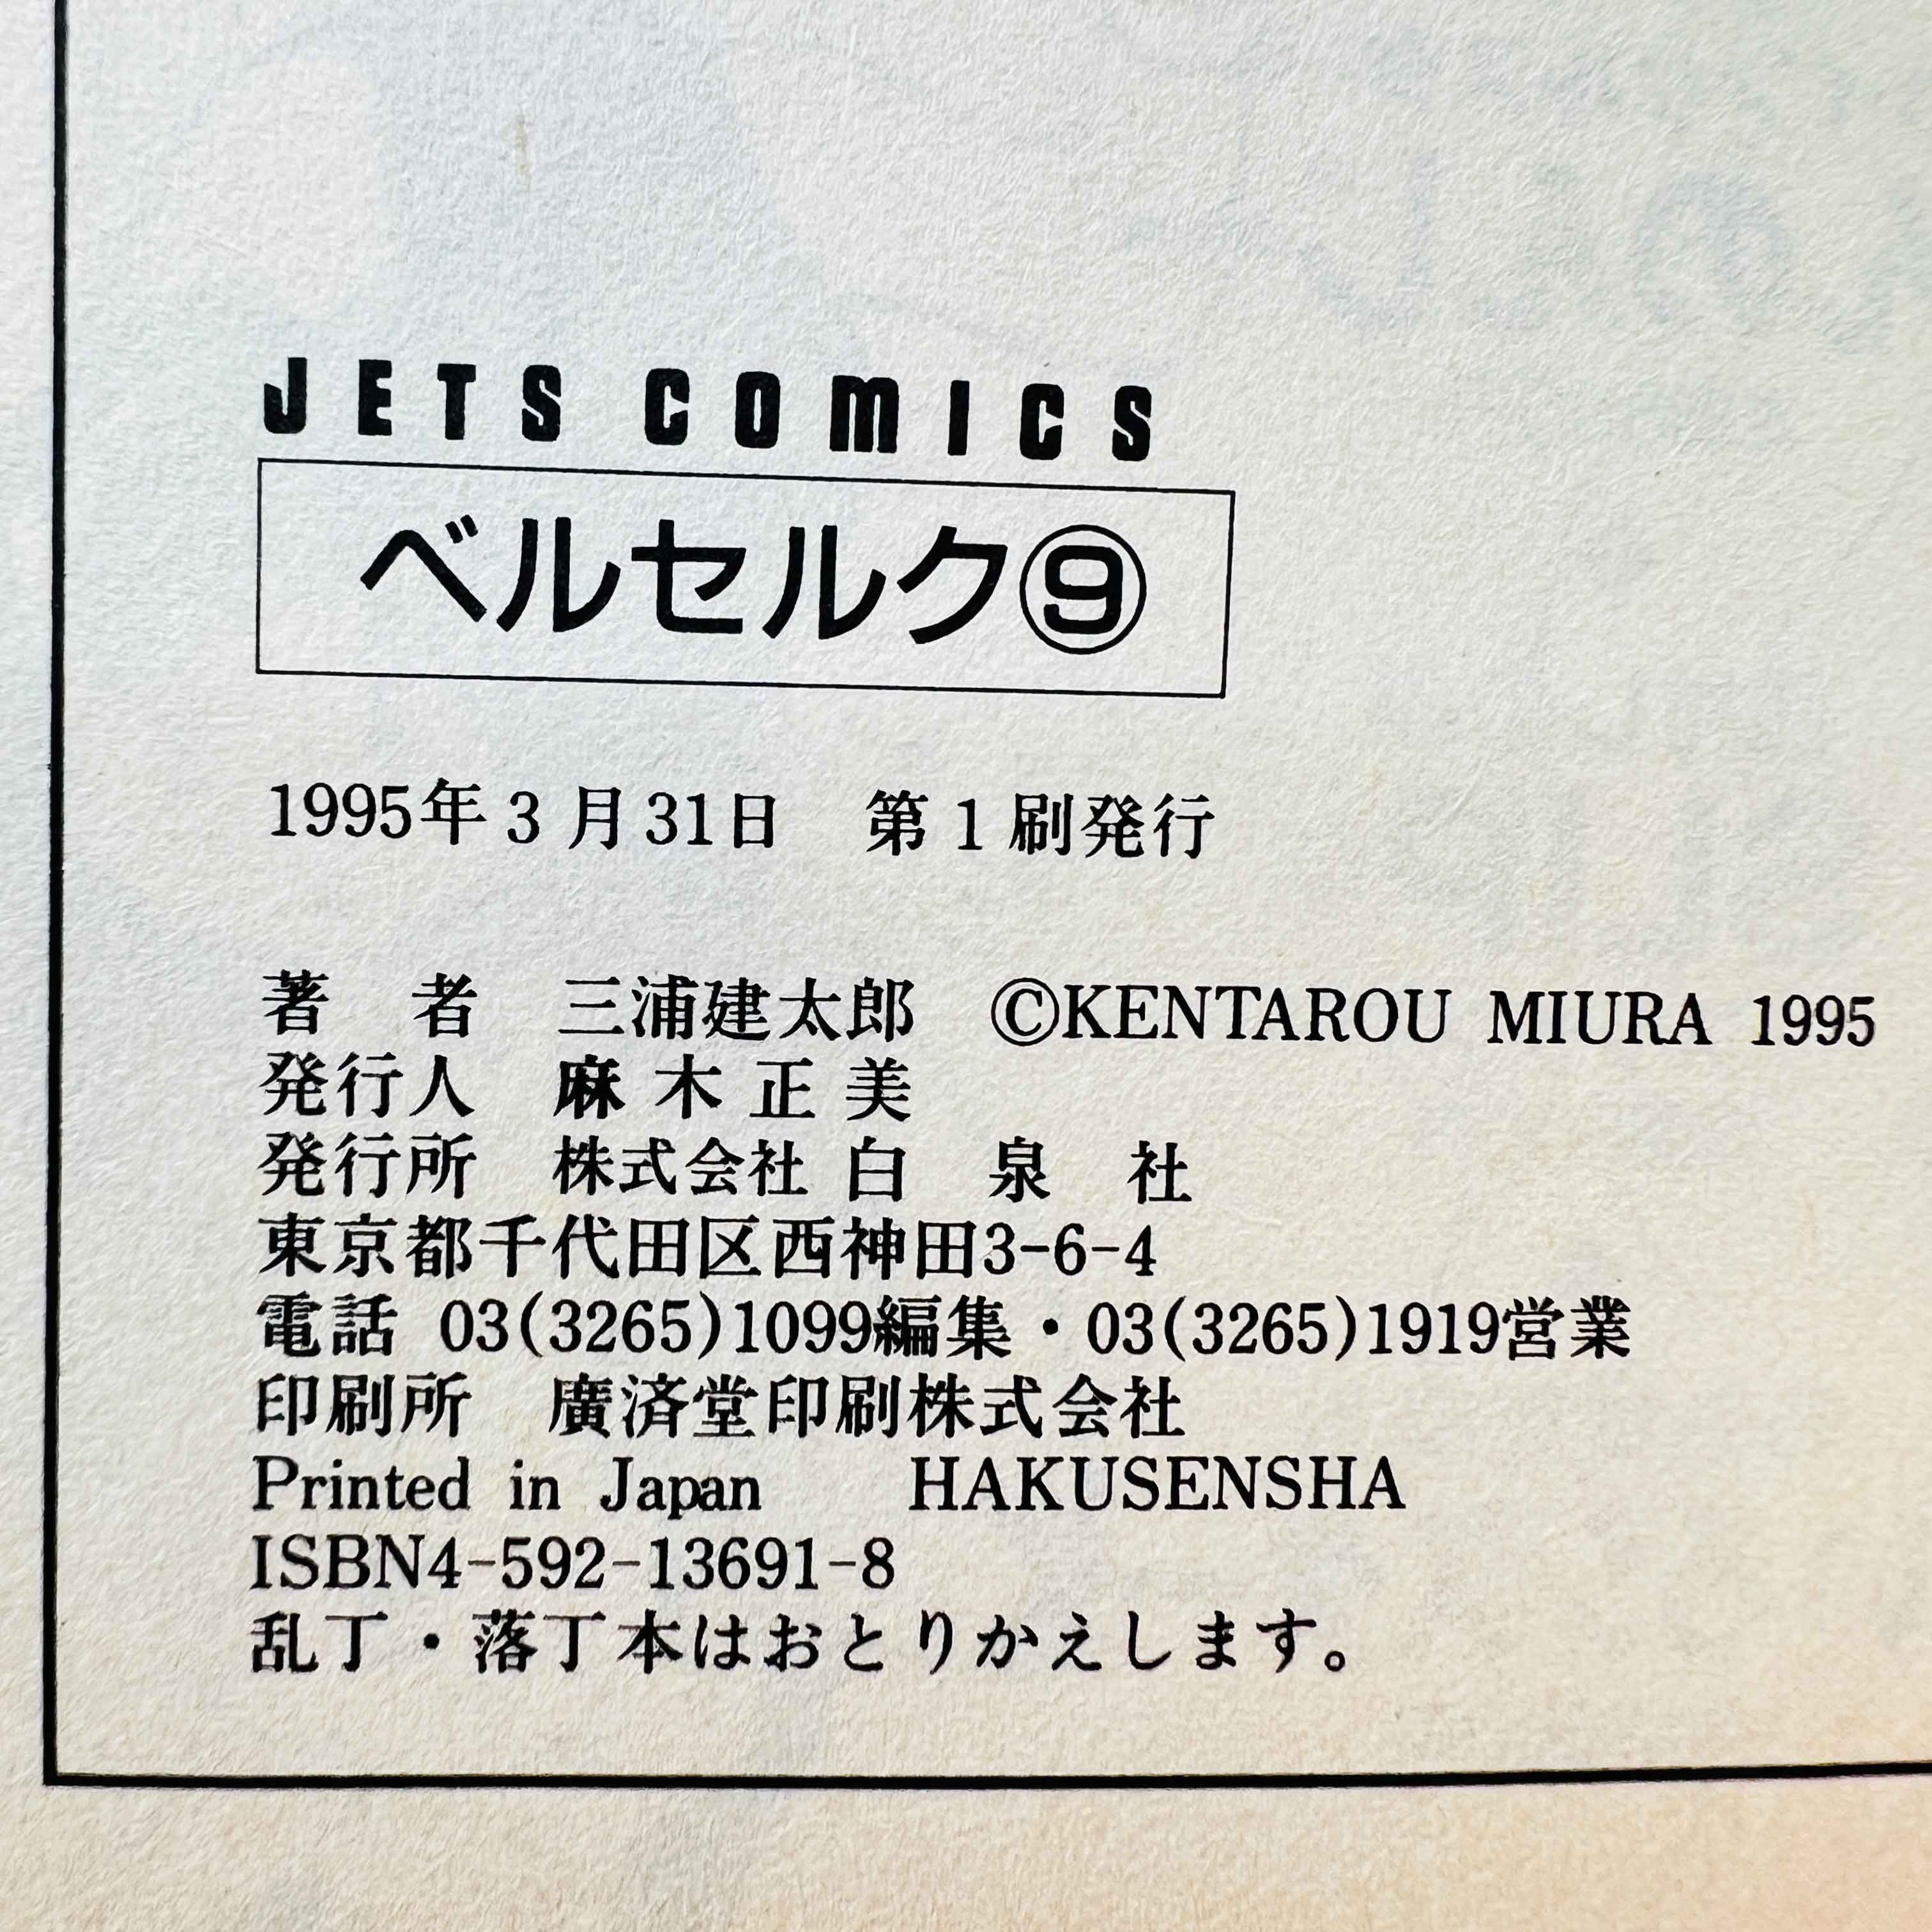 JETS COMICS
ベルセルク⑨
1995年3月31日　第1刷発行
著　者　三浦建太郎　©KENTAROU MIURA 1995
発行人　麻木正美
発行所　株式会社 白　泉　社
東京都千代田区西神田3-6-4
電話 03(3265)1099編集・03(3265)1919営業
印刷所　廣済堂印刷株式会社
Printed in Japan　HAKUSENSHA
ISBN4-592-13691-8
乱丁・落丁本はおとりかえします。